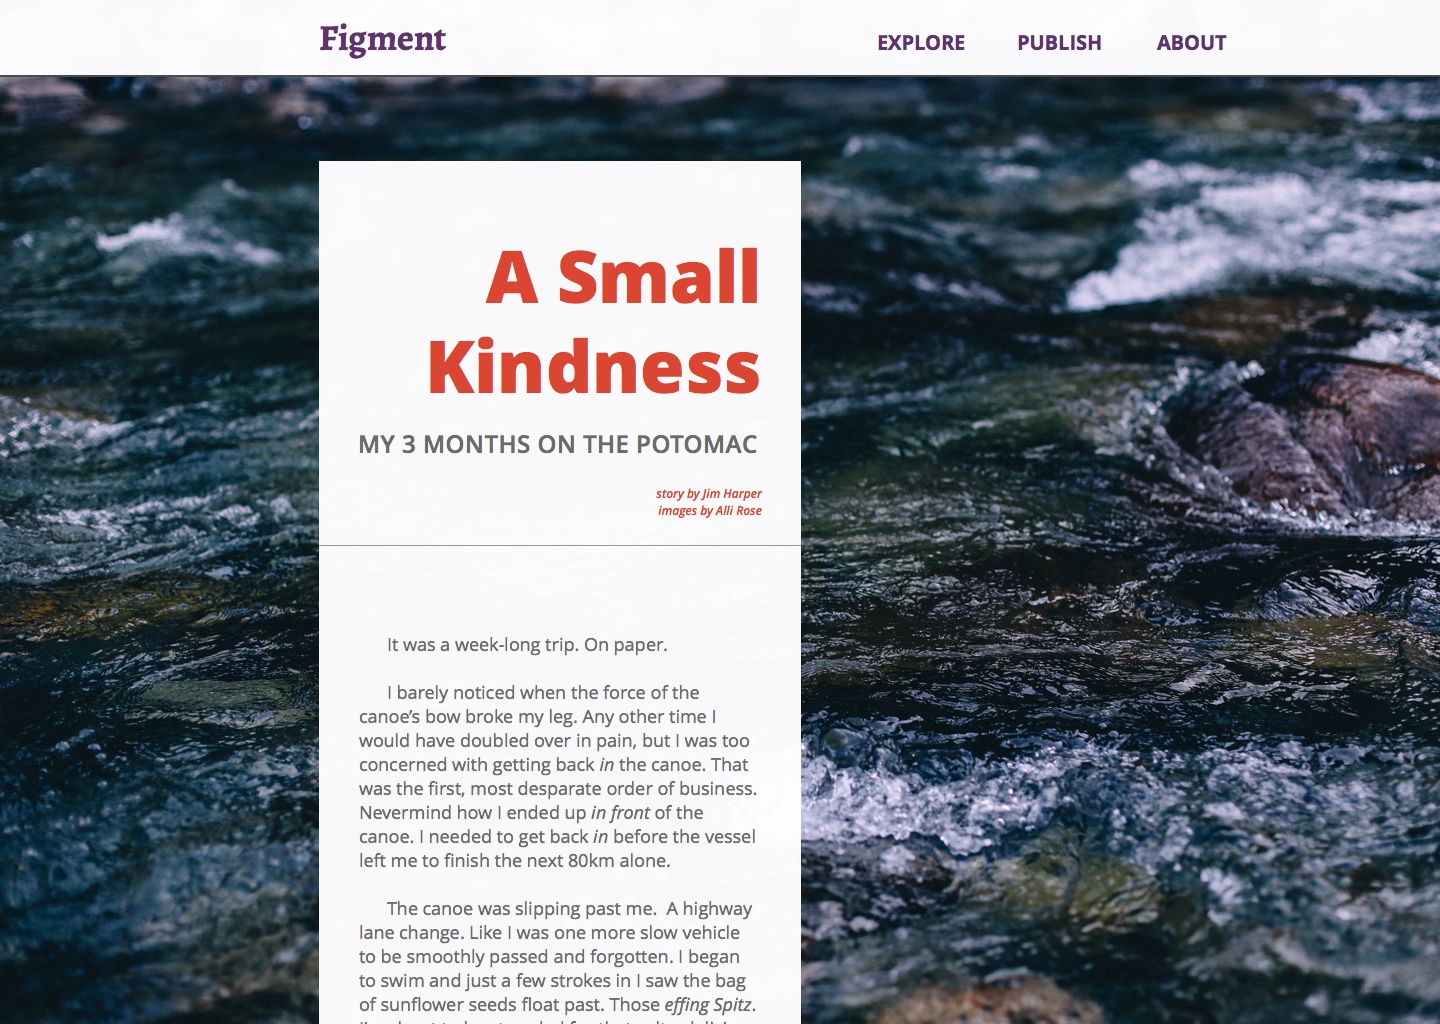 Figment
EXPLORE PUBLISH ABOUT
A Small
Kindness
MY 3 MONTHS ON THE POTOMAC
story by Jim Harper
images by Alli Rose
It was a week-long trip. On paper.
I barely noticed when the force of the
canoe’s bow broke my leg. Any other time I
would have doubled over in pain, but I was too
concerned with getting back in the canoe. That
was the first, most desparate order of business.
Nevermind how I ended up in front of the
canoe. I needed to get back in before the vessel
left me to finish the next 80km alone.
The canoe was slipping past me.  A highway
lane change. Like I was one more slow vehicle
to be smoothly passed and forgotten. I began
to swim and just a few strokes in I saw the bag
of sunflower seeds float past. Those effing Spitz.